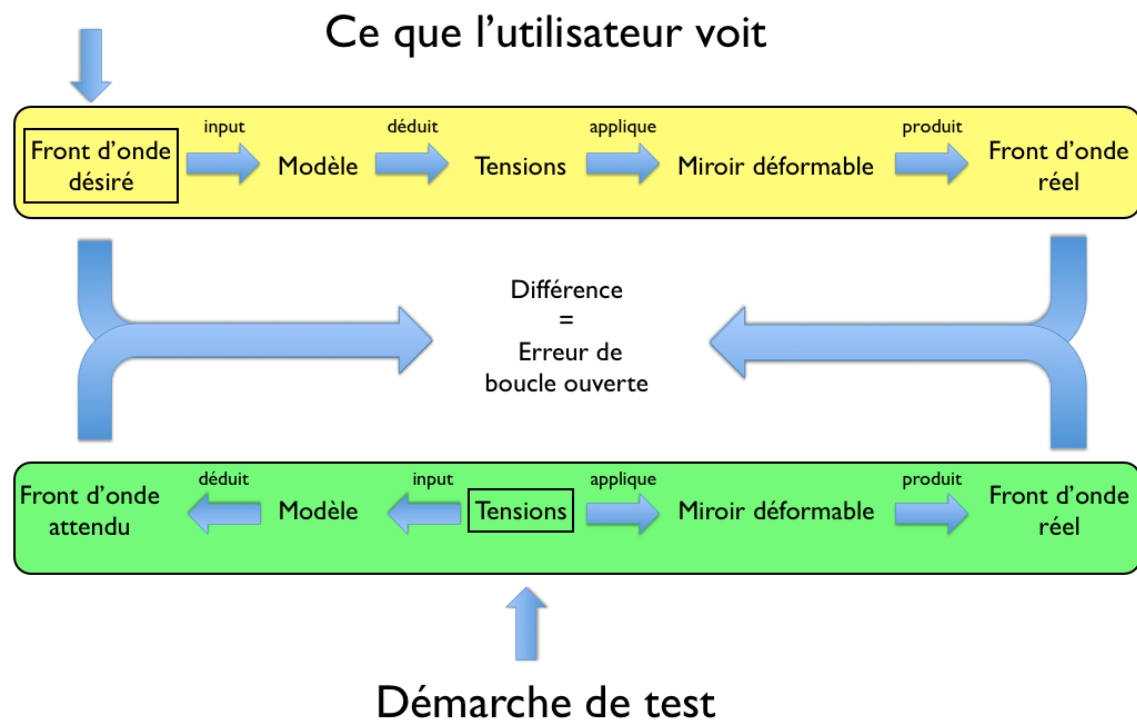 Ce que l'utilisateur voit
input
déduit
applique
produit
Front d'onde
désiré
Modèle
Tensions
Miroir déformable
Front d'onde
réel
Différence
=
Erreur de
boucle ouverte
déduit
input
applique
produit
Front d'onde
attendu
Modèle
Tensions
Miroir déformable
Front d'onde
réel
Démarche de test